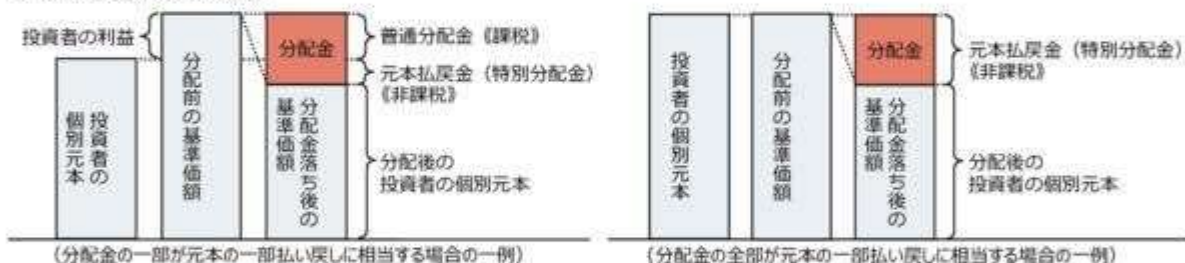 投資者の利益
投資者の個別元本
分配前の基準価額
分配金
分配金落ち後の基準価額
普通分配金《課税》
元本払戻金（特別分配金）
《非課税》
分配後の
投資者の個別元本
（分配金の一部が元本の一部払い戻しに相当する場合の一例）
投資者の個別元本
分配前の基準価額
分配金
分配金落ち後の基準価額
元本払戻金（特別分配金）
《非課税》
分配後の
投資者の個別元本
（分配金の全部が元本の一部払い戻しに相当する場合の一例）